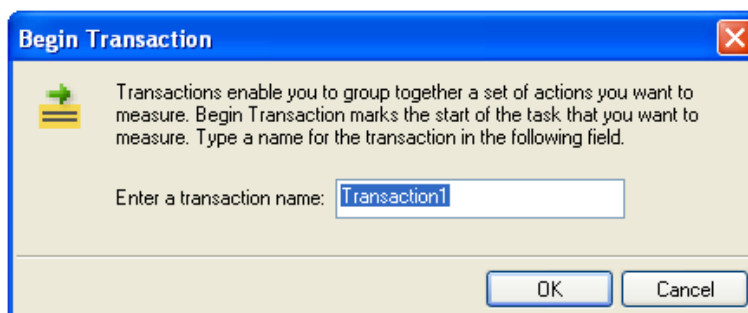 Begin Transaction
Transactions enable you to group together a set of actions you want to
measure. Begin Transaction marks the start of the task that you want to
measure. Type a name for the transaction in the following field.
Enter a transaction name: Transaction1
OK Cancel